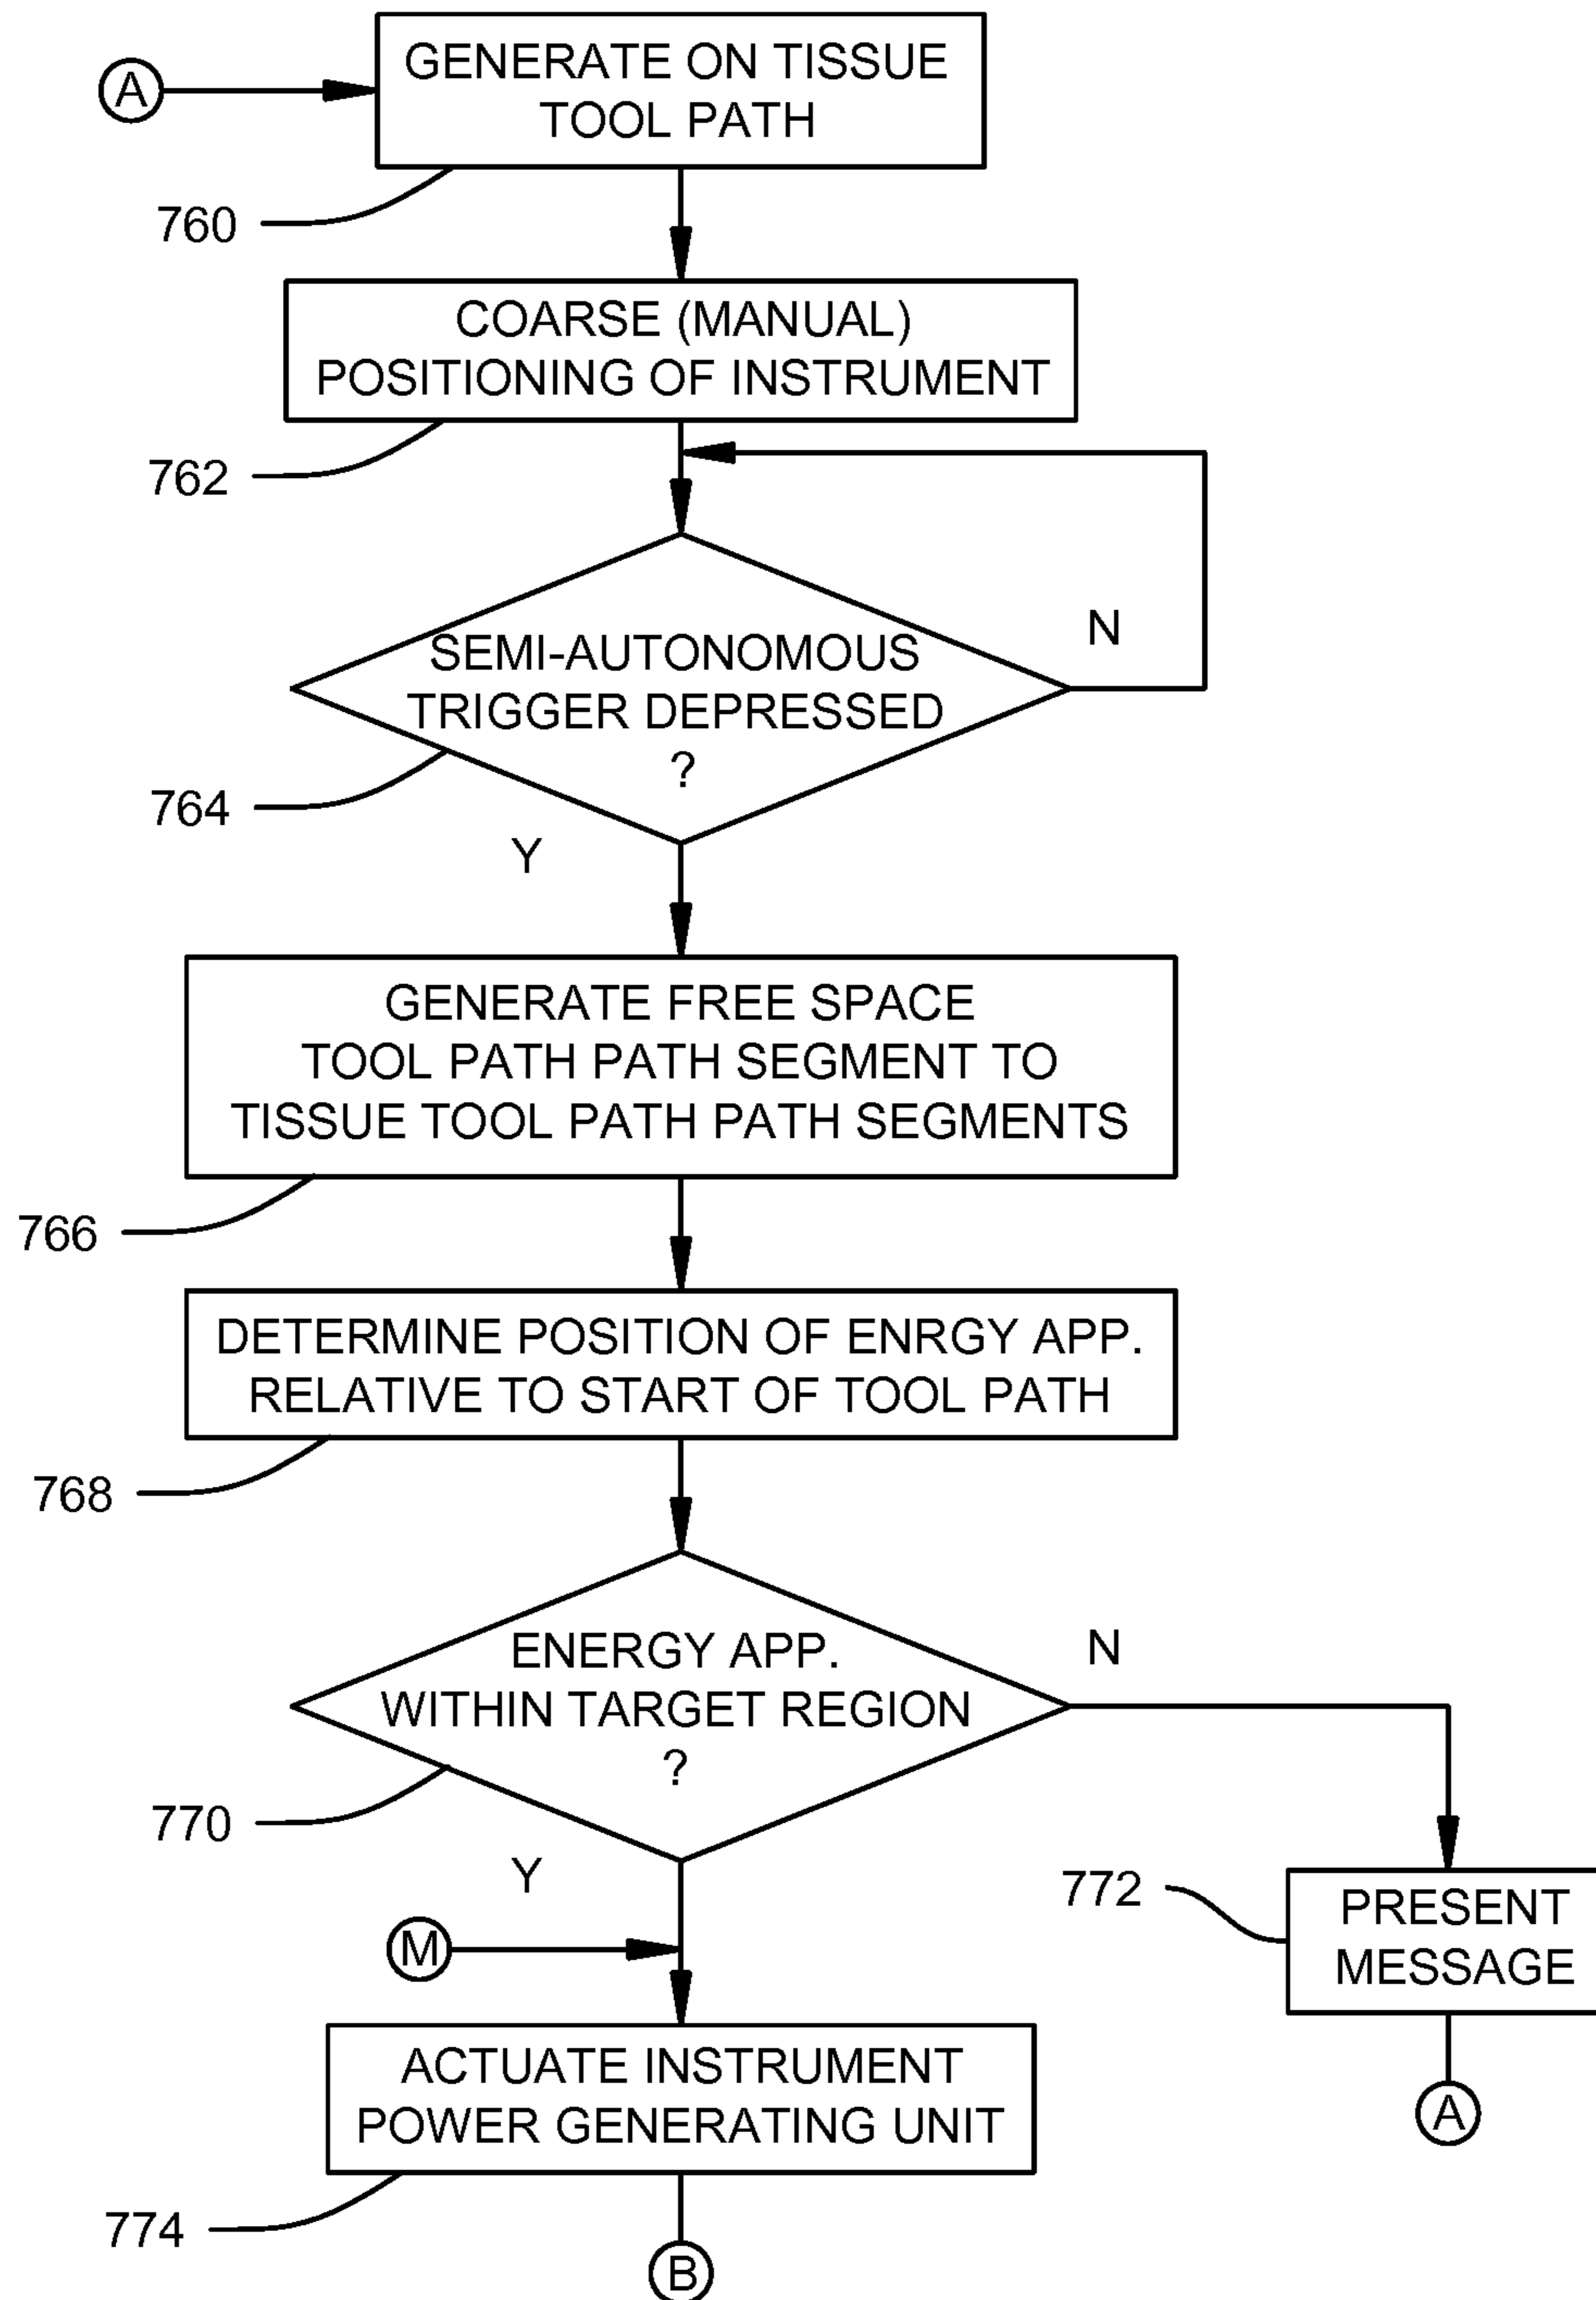 GENERATE ON TISSUE
TOOL PATH
A
760
COARSE (MANUAL)
POSITIONING OF INSTRUMENT
762
SEMI-AUTONOMOUS
TRIGGER DEPRESSED
?
N
764
Y
GENERATE FREE SPACE
TOOL PATH PATH SEGMENT TO
TISSUE TOOL PATH PATH SEGMENTS
766
DETERMINE POSITION OF ENRGY APP.
RELATIVE TO START OF TOOL PATH
768
ENERGY APP.
WITHIN TARGET REGION
?
N
770
Y
772
PRESENT
MESSAGE
M
A
ACTUATE INSTRUMENT
POWER GENERATING UNIT
774
B